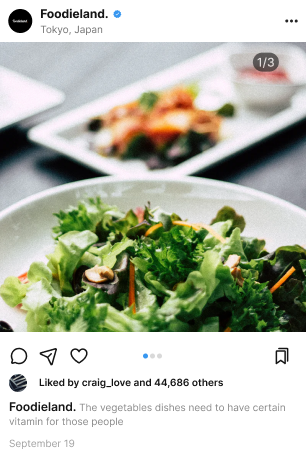 Foodieland.
Tokyo, Japan
1/3
Liked by craig_love and 44,686 others
Foodieland. The vegetables dishes need to have certain
vitamin for those people
September 19